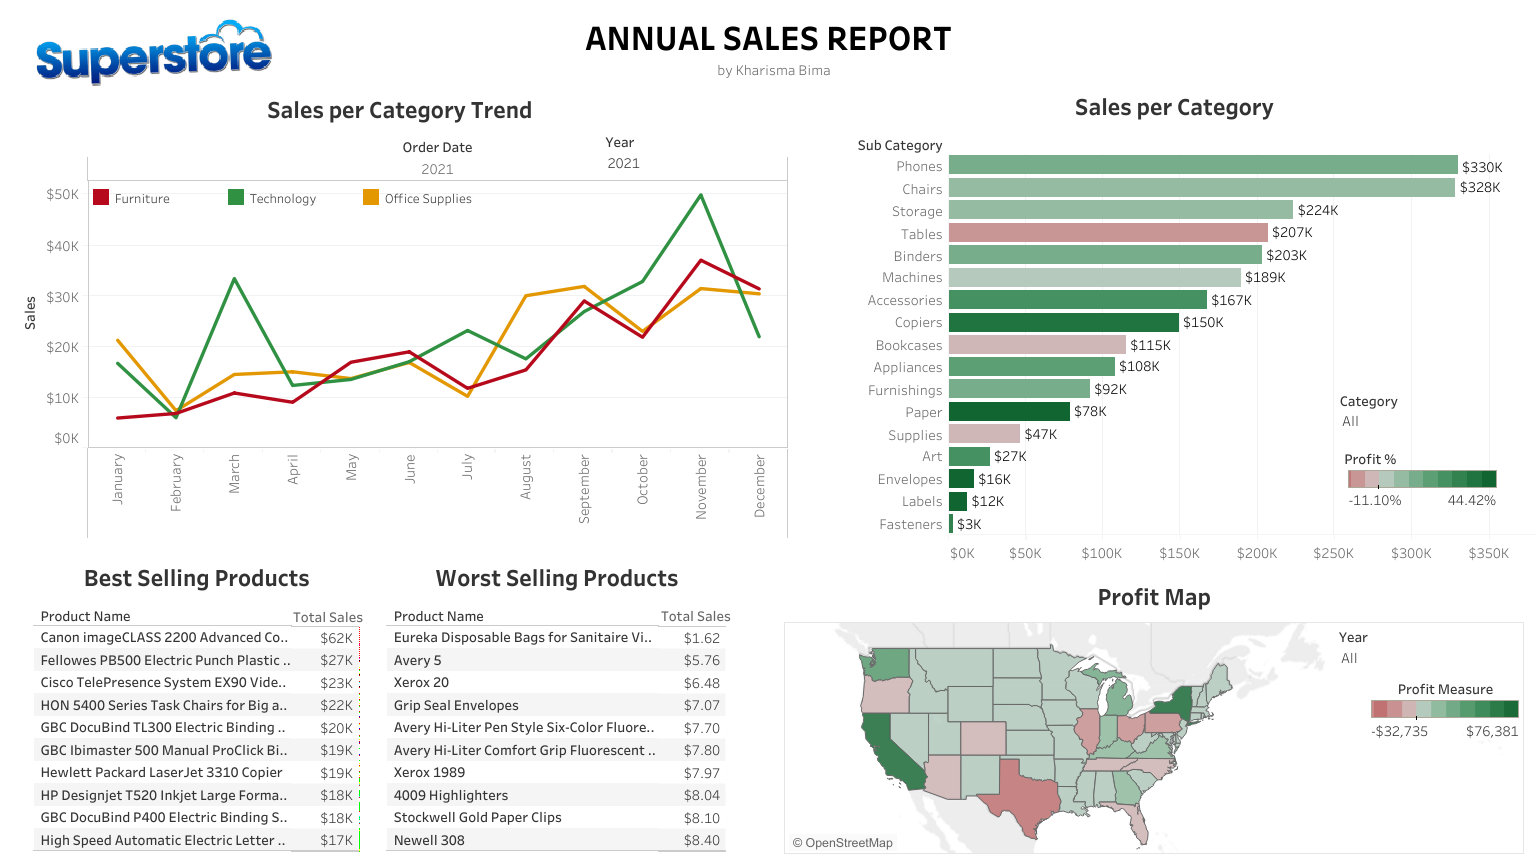 Superstore
ANNUAL SALES REPORT
by Kharisma Bima
Sales per Category Trend
Order Date
2021
Year
2021
Furniture
Technology
Office Supplies
Sales
$50K
$40K
$30K
$20K
$10K
$0K
January
February
March
April
May
June
July
August
September
October
November
December
Sales per Category
Sub Category
Phones $330K
Chairs $328K
Storage $224K
Tables $207K
Binders $203K
Machines $189K
Accessories $167K
Copiers $150K
Bookcases $115K
Appliances $108K
Furnishings $92K
Paper $78K
Supplies $47K
Art $27K
Envelopes $16K
Labels $12K
Fasteners $3K
$0K $50K $100K $150K $200K $250K $300K $350K
Category
All
Profit %
-11.10% 44.42%
Best Selling Products
Product Name Total Sales
Canon imageCLASS 2200 Advanced Co.. $62K
Fellowes PB500 Electric Punch Plastic .. $27K
Cisco TelePresence System EX90 Vide.. $23K
HON 5400 Series Task Chairs for Big a.. $22K
GBC DocuBind TL300 Electric Binding .. $20K
GBC Ibimaster 500 Manual ProClick Bi.. $19K
Hewlett Packard LaserJet 3310 Copier $19K
HP Designjet T520 Inkjet Large Forma.. $18K
GBC DocuBind P400 Electric Binding S.. $18K
High Speed Automatic Electric Letter .. $17K
Worst Selling Products
Product Name Total Sales
Eureka Disposable Bags for Sanitaire Vi.. $1.62
Avery 5 $5.76
Xerox 20 $6.48
Grip Seal Envelopes $7.07
Avery Hi-Liter Pen Style Six-Color Fluore.. $7.70
Avery Hi-Liter Comfort Grip Fluorescent .. $7.80
Xerox 1989 $7.97
4009 Highlighters $8.04
Stockwell Gold Paper Clips $8.10
Newell 308 $8.40
Profit Map
Year
All
Profit Measure
-$32,735 $76,381
© OpenStreetMap